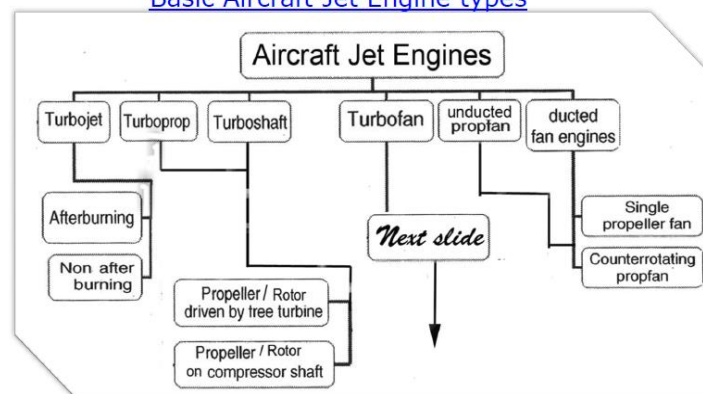 Basic Aircraft Jet Engine types
Aircraft Jet Engines
Turbojet
Turboprop
Turboshaft
Turbofan
unducted
propfan
ducted
fan engines
Afterburning
Non after
burning
Next slide
Single
propeller fan
Counterrotating
propfan
Propeller / Rotor
driven by tree turbine
Propeller / Rotor
on compressor shaft